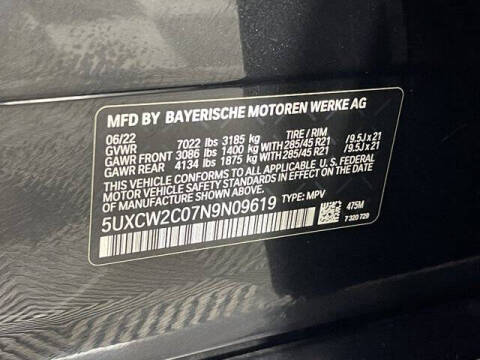 MFD BY BAYERISCHE MOTOREN WERKE AG
06/22
GVWR 7022 lbs 3185 kg TIRE / RIM
GAWR FRONT 3086 lbs 1400 kg WITH 285/45 R21 /9.5J x 21
GAWR REAR 4134 lbs 1875 kg WITH 285/45 R21 /9.5J x 21
THIS VEHICLE CONFORMS TO ALL APPLICABLE U.S. FEDERAL
MOTOR VEHICLE SAFETY STANDARDS IN EFFECT ON THE
DATE OF MANUFACTURE SHOWN ABOVE.
5UXCW2C07N9N09619 TYPE: MPV
475M
7 320 729